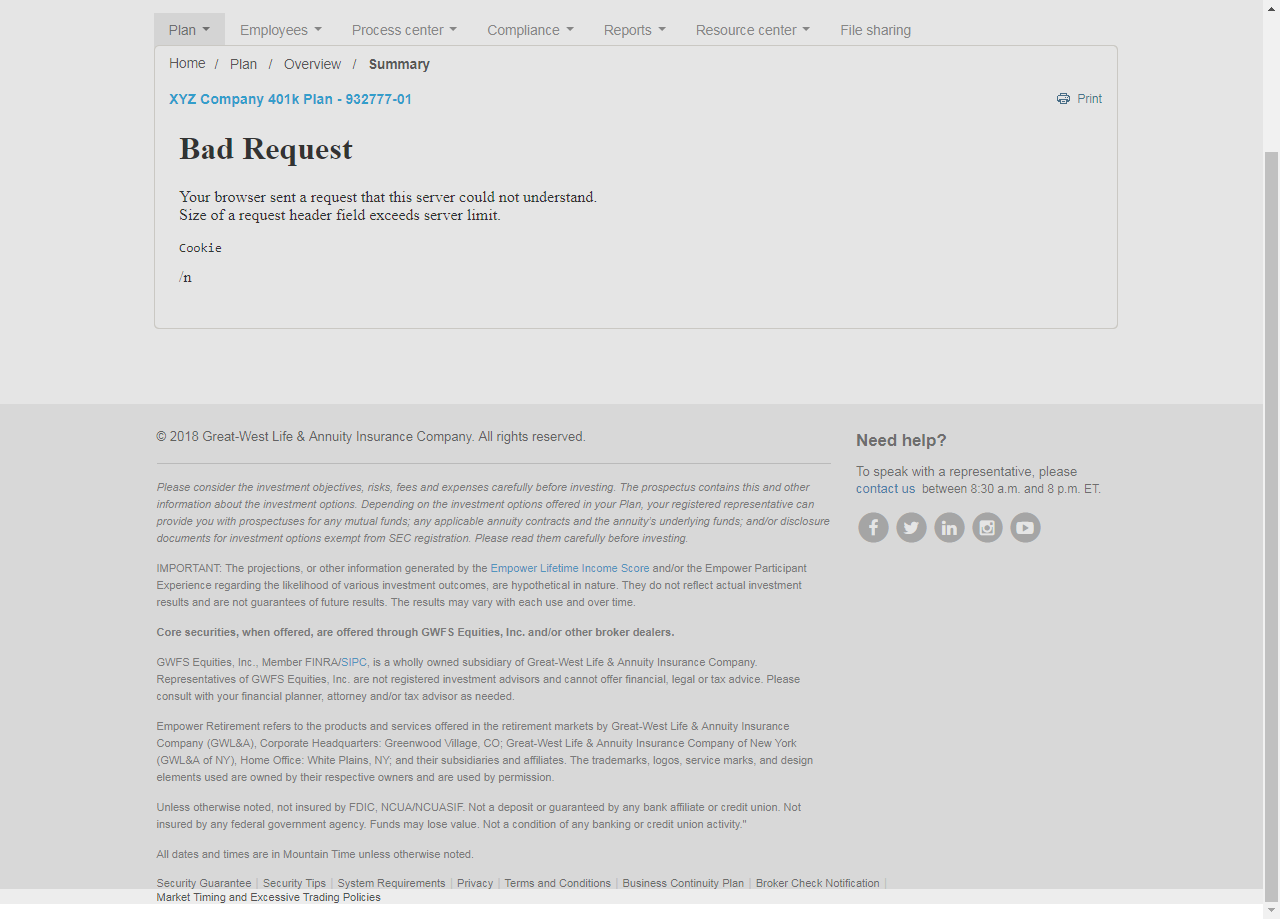 Plan Employees Process center Compliance Reports Resource center File sharing
Home / Plan / Overview / Summary
XYZ Company 401k Plan - 932777-01 Print
Bad Request
Your browser sent a request that this server could not understand.
Size of a request header field exceeds server limit.
Cookie
/n
© 2018 Great-West Life & Annuity Insurance Company. All rights reserved.
Please consider the investment objectives, risks, fees and expenses carefully before investing. The prospectus contains this and other
information about the investment options. Depending on the investment options offered in your Plan, your registered representative can
provide you with prospectuses for any mutual funds; any applicable annuity contracts and the annuity's underlying funds; and/or disclosure
documents for investment options exempt from SEC registration. Please read them carefully before investing.
IMPORTANT: The projections, or other information generated by the Empower Lifetime Income Score and/or the Empower Participant
Experience regarding the likelihood of various investment outcomes, are hypothetical in nature. They do not reflect actual investment
results and are not guarantees of future results. The results may vary with each use and over time.
Core securities, when offered, are offered through GWFS Equities, Inc. and/or other broker dealers.
GWFS Equities, Inc., Member FINRA/SIPC, is a wholly owned subsidiary of Great-West Life & Annuity Insurance Company.
Representatives of GWFS Equities, Inc. are not registered investment advisors and cannot offer financial, legal or tax advice. Please
consult with your financial planner, attorney and/or tax advisor as needed.
Empower Retirement refers to the products and services offered in the retirement markets by Great-West Life & Annuity Insurance
Company (GWL&A), Corporate Headquarters: Greenwood Village, CO; Great-West Life & Annuity Insurance Company of New York
(GWL&A of NY), Home Office: White Plains, NY; and their subsidiaries and affiliates. The trademarks, logos, service marks, and design
elements used are owned by their respective owners and are used by permission.
Unless otherwise noted, not insured by FDIC, NCUA/NCUASIF. Not a deposit or guaranteed by any bank affiliate or credit union. Not
insured by any federal government agency. Funds may lose value. Not a condition of any banking or credit union activity."
All dates and times are in Mountain Time unless otherwise noted.
Security Guarantee | Security Tips | System Requirements | Privacy | Terms and Conditions | Business Continuity Plan | Broker Check Notification |
Market Timing and Excessive Trading Policies
Need help?
To speak with a representative, please
contact us between 8:30 a.m. and 8 p.m. ET.